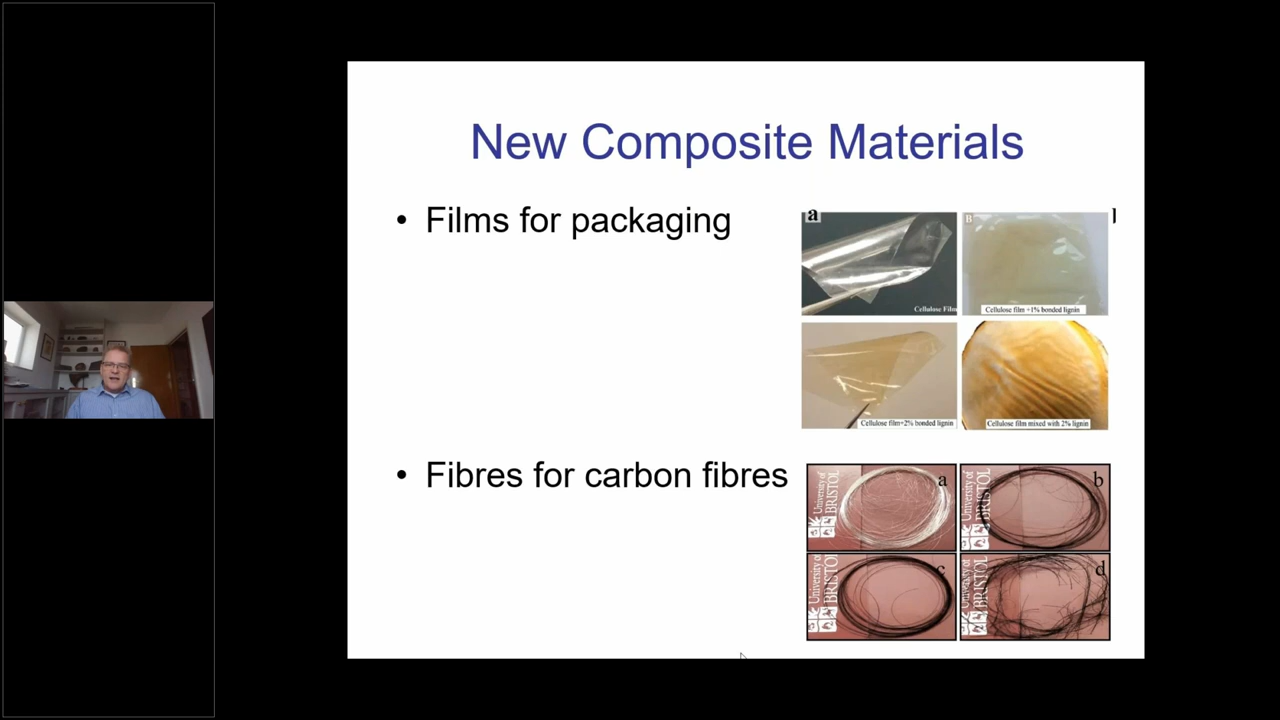 New Composite Materials
• Films for packaging
a
B
Cellulose Film
Cellulose film +1% bonded lignin
Cellulose film+2% bonded lignin
Cellulose film mixed with 2% lignin
• Fibres for carbon fibres
a
University of
BRISTOL
b
University of
BRISTOL
c
University of
BRISTOL
d
University of
BRISTOL